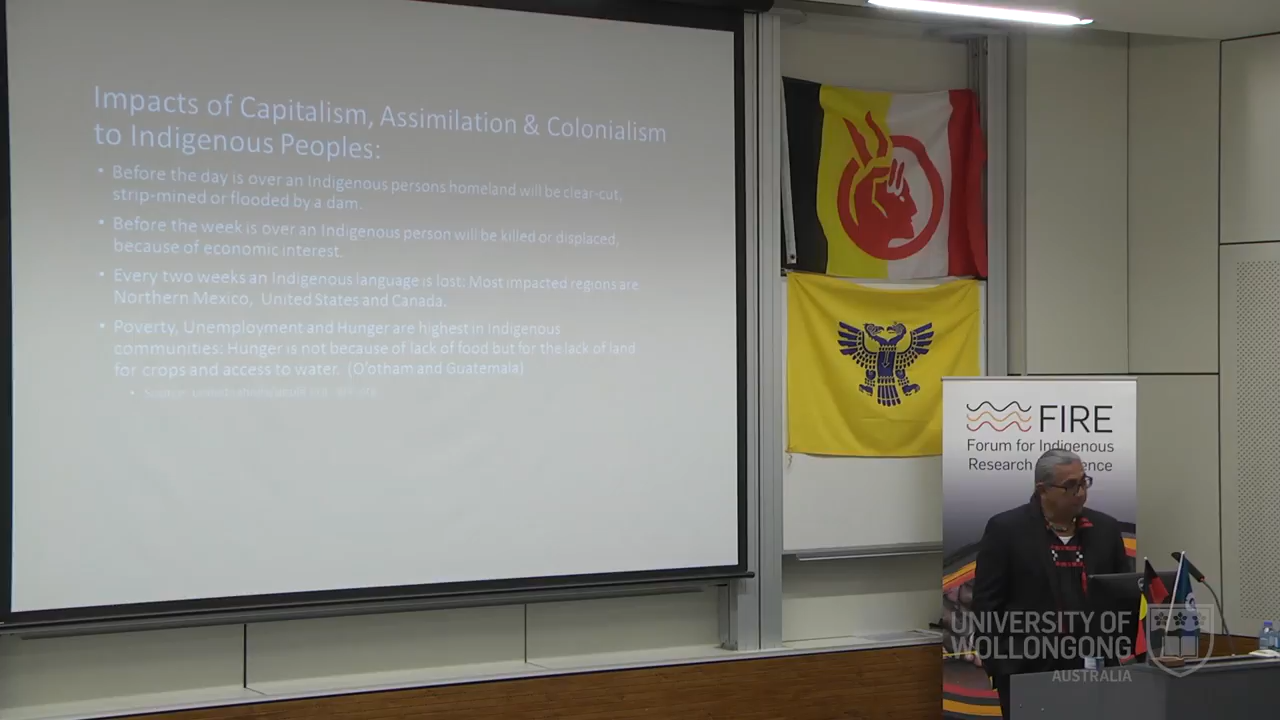 Impacts of Capitalism, Assimilation & Colonialism
to Indigenous Peoples:
• Before the day is over an Indigenous persons homeland will be clear-cut,
strip-mined or flooded by a dam.
• Before the week is over an Indigenous person will be killed or displaced,
because of economic interest.
• Every two weeks an Indigenous language is lost: Most impacted regions are
Northern Mexico, United States and Canada.
• Poverty, Unemployment and Hunger are highest in Indigenous
communities: Hunger is not because of lack of food but for the lack of land
for crops and access to water. (O'otham and Guatemala)
FIRE
Forum for Indigenous
Research
UNIVERSITY OF
WOLLONGONG
AUSTRALIA